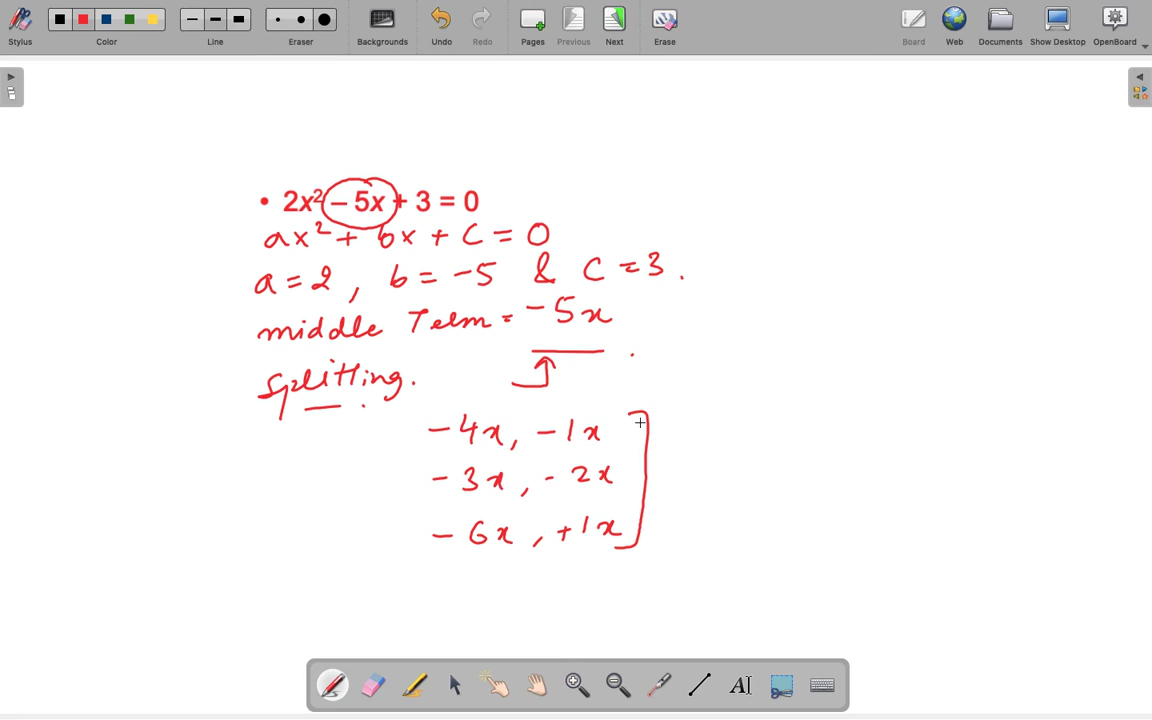 Stylus Color Line Eraser Backgrounds Undo Redo Pages Previous Next Erase Board Web Documents Show Desktop OpenBoard
• 2x² – 5x + 3 = 0
ax² + bx + c = 0
a = 2 , b = -5 & c = 3 .
middle Term = -5x
splitting.
-4x, -1x
-3x, -2x
-6x, +1x
AI